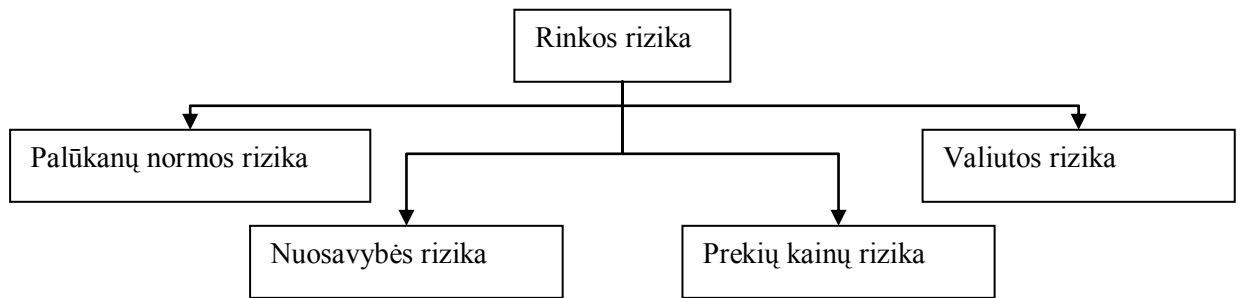 Rinkos rizika
Palūkanų normos rizika
Valiutos rizika
Nuosavybės rizika
Prekių kainų rizika